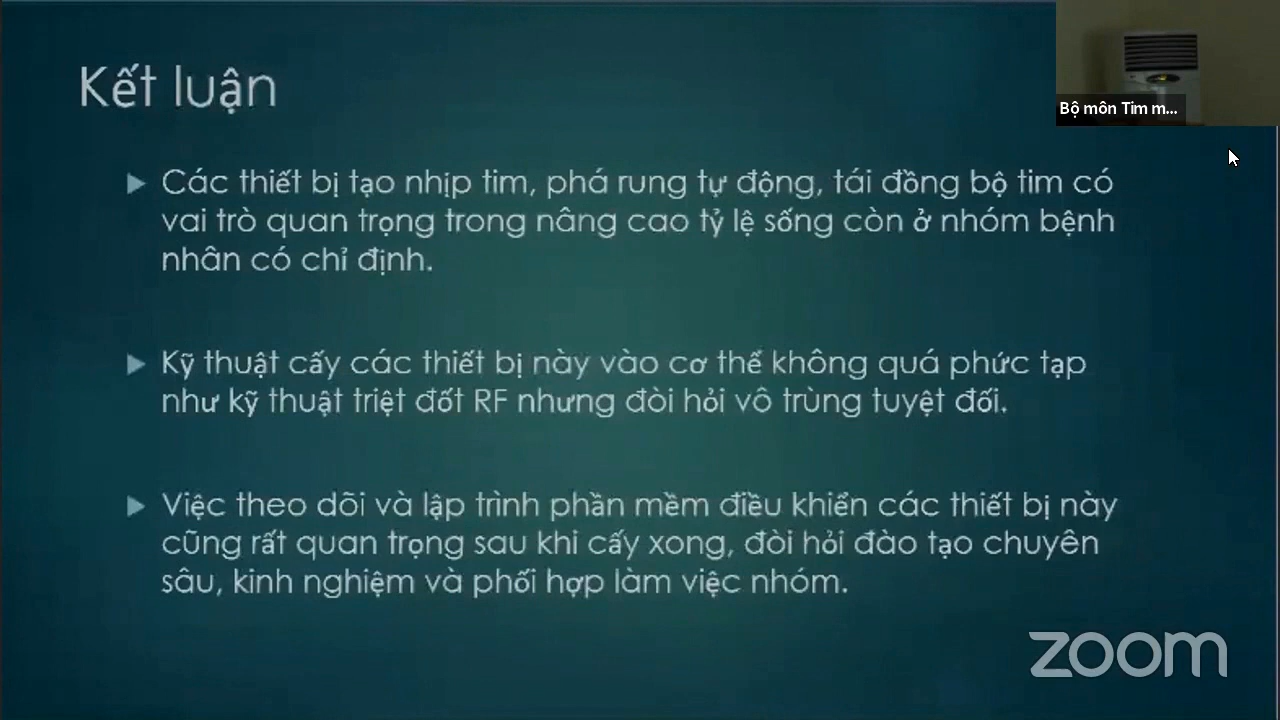 Kết luận
Bộ môn Tim m...
Các thiết bị tạo nhịp tim, phá rung tự động, tái đồng bộ tim có
vai trò quan trọng trong nâng cao tỷ lệ sống còn ở nhóm bệnh
nhân có chỉ định.
Kỹ thuật cấy các thiết bị này vào cơ thể không quá phức tạp
như kỹ thuật triệt đốt RF nhưng đòi hỏi vô trùng tuyệt đối.
Việc theo dõi và lập trình phần mềm điều khiển các thiết bị này
cũng rất quan trọng sau khi cấy xong, đòi hỏi đào tạo chuyên
sâu, kinh nghiệm và phối hợp làm việc nhóm.
zoom